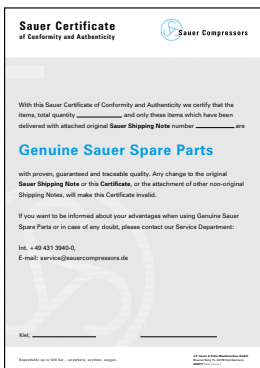 Sauer Certificate
of Conformity and Authenticity
Sauer Compressors
With this Sauer Certificate of Conformity and Authenticity we certify that the
items, total quantity and only these items which have been
delivered with attached original Sauer Shipping Note number are
Genuine Sauer Spare Parts
with proven, guaranteed and traceable quality. Any change to the original
Sauer Shipping Note or this Certificate, or the attachment of other non-original
Shipping Notes, will make this Certificate invalid.
If you want to be informed about your advantages when using Genuine Sauer
Spare Parts or in case of any doubt, please contact our Service Department:
Int. +49 431 3940-0,
E-mail: service@sauercompressors.de
Kiel,
Dependable up to 500 bar – anywhere, anytime, anygas.
J.P. Sauer & Sohn Maschinenbau GmbH